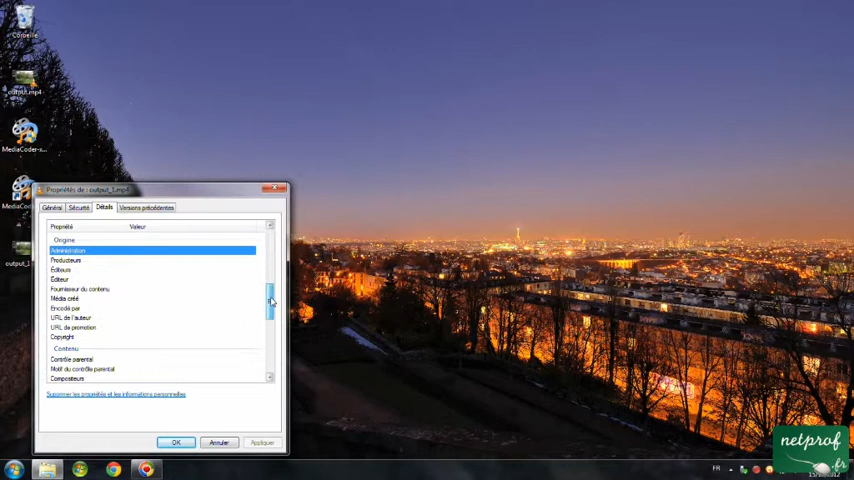 Corbeille
output.mp4
MediaCoder-x...
MediaCod...
output_1...
Propriétés de : output_1.mp4
Général
Sécurité
Détails
Versions précédentes
Propriété
Valeur
Origine
Administration
Producteurs
Éditeurs
Éditeur
Fournisseur du contenu
Média créé
Encodé par
URL de l'auteur
URL de promotion
Copyright
Contenu
Contrôle parental
Motif du contrôle parental
Compositeurs
Supprimer les propriétés et les informations personnelles
OK
Annuler
Appliquer
FR
netprof
.fr